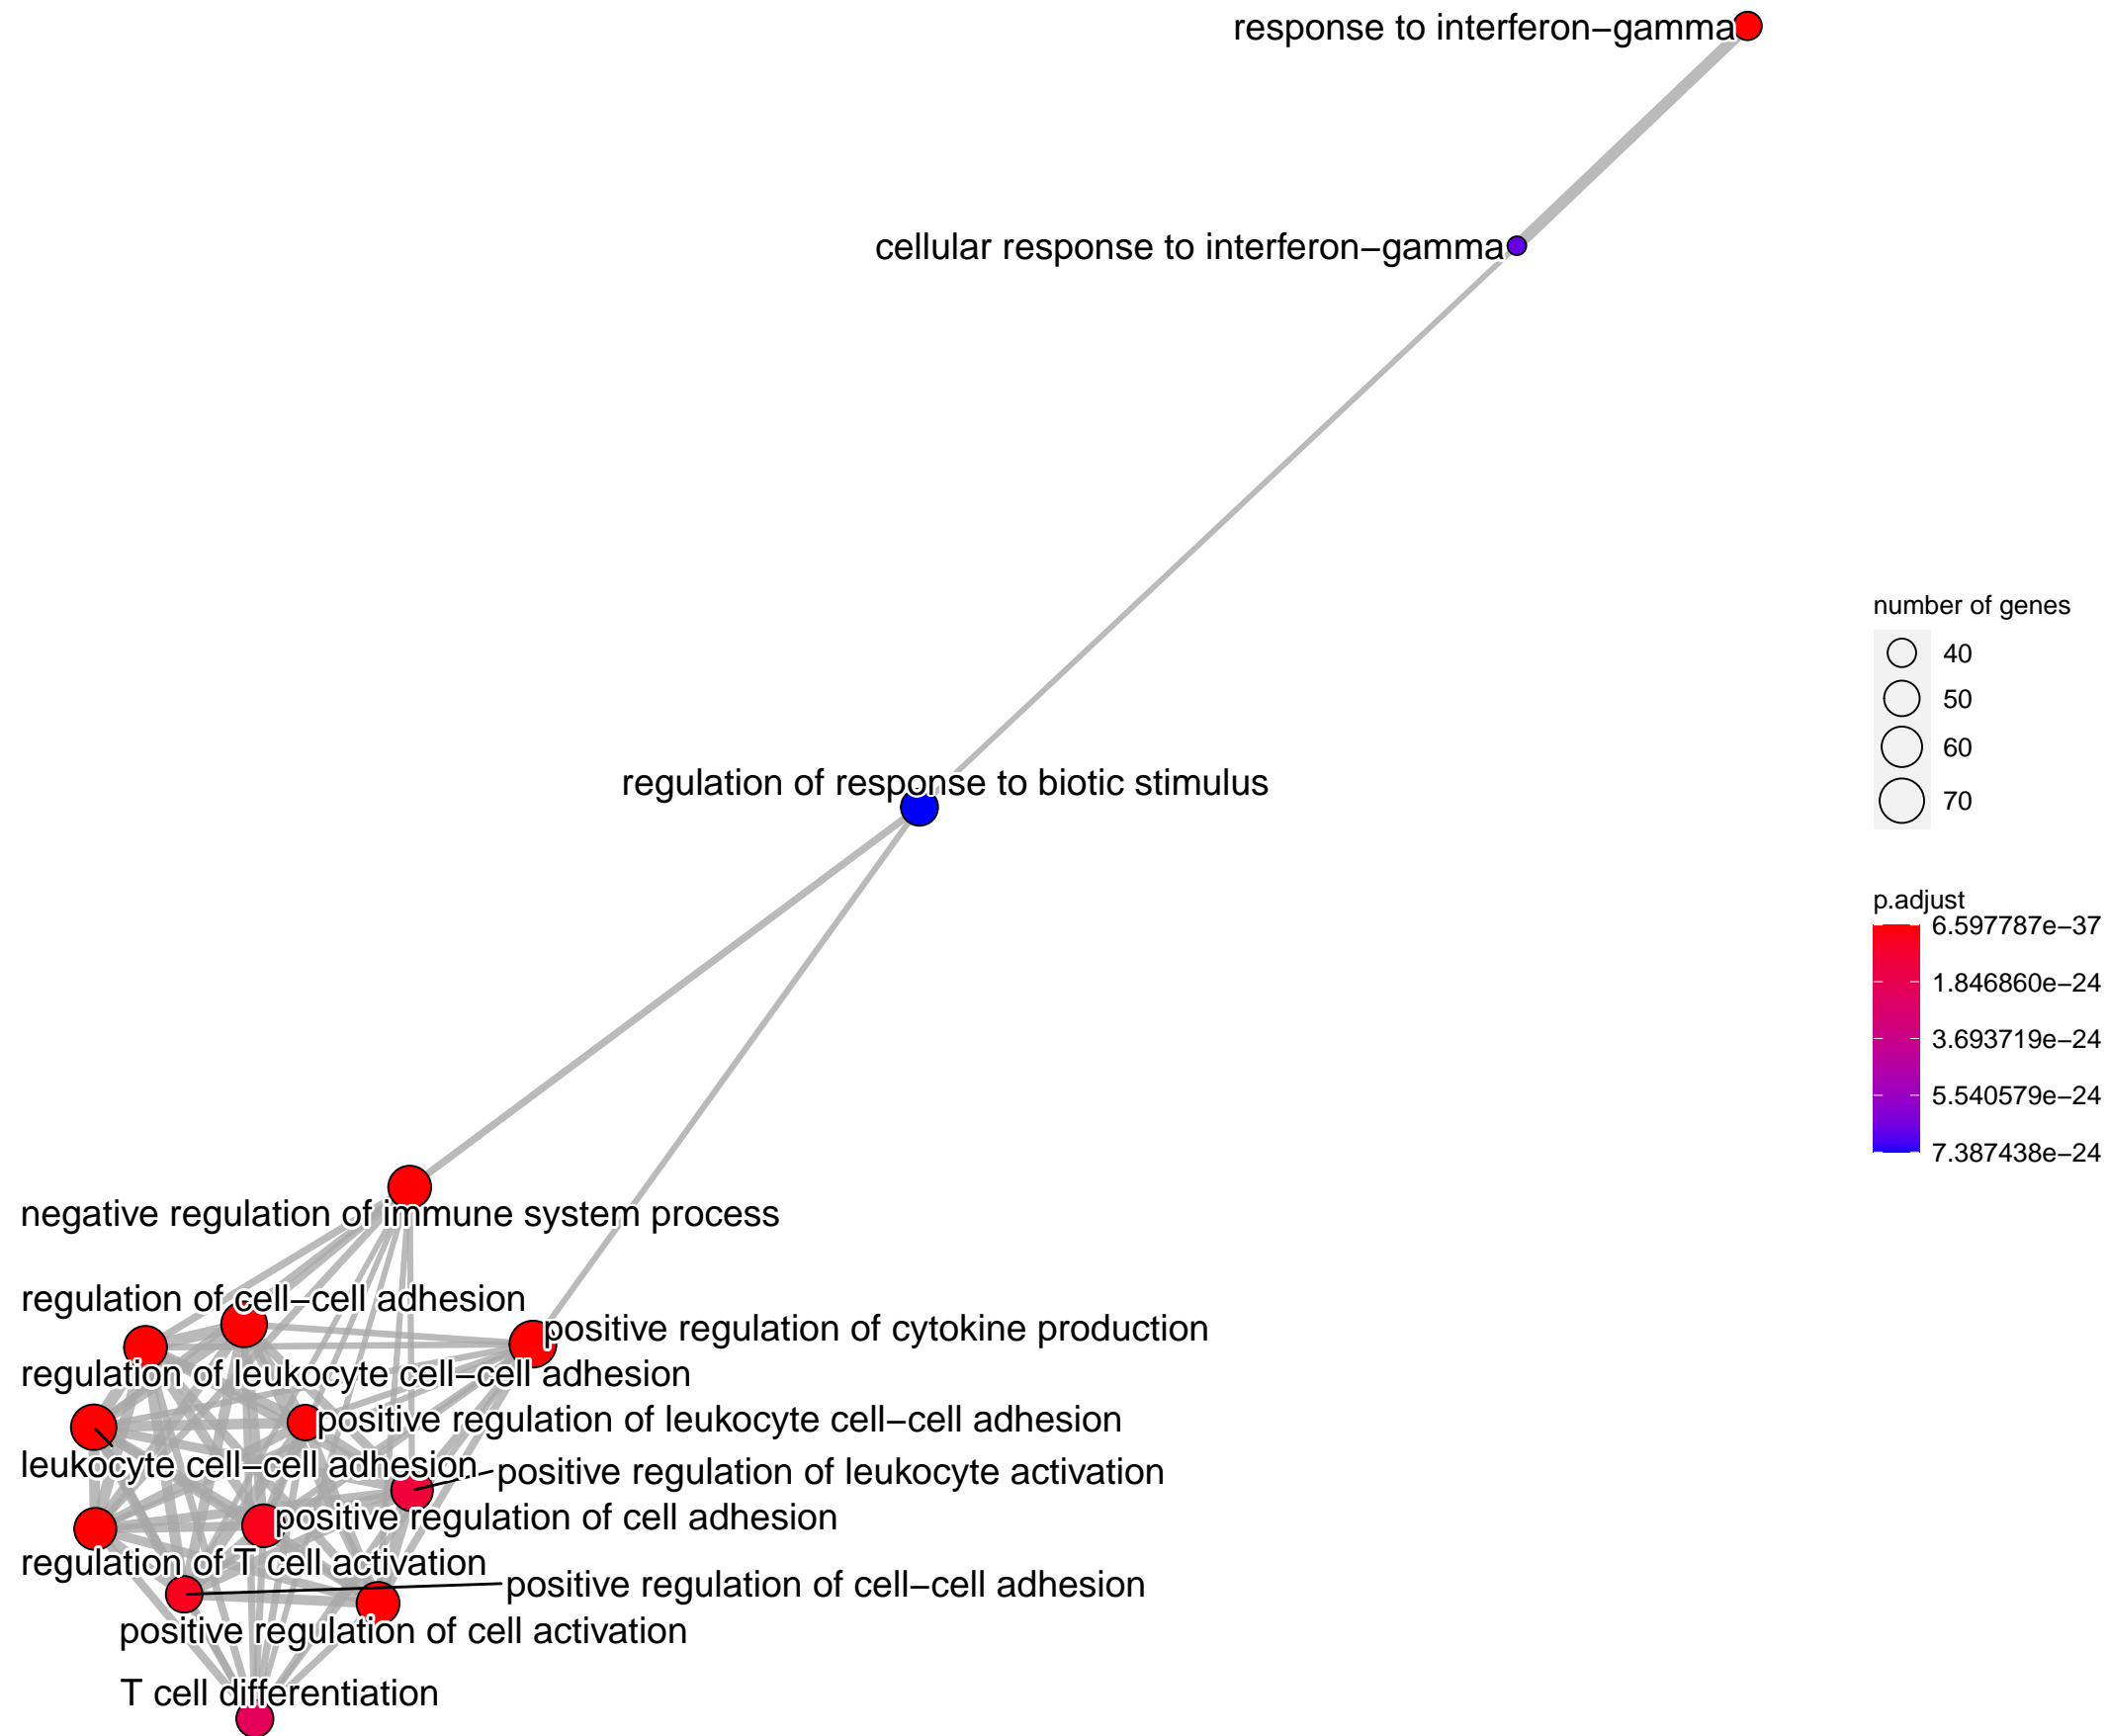 response to interferon−gamma
cellular response to interferon−gamma
number of genes
40
50
60
70
regulation of response to biotic stimulus
p.adjust
6.597787e−37
1.846860e−24
3.693719e−24
5.540579e−24
7.387438e−24
negative regulation of immune system process
regulation of cell−cell adhesion
positive regulation of cytokine production
regulation of leukocyte cell−cell adhesion
positive regulation of leukocyte cell−cell adhesion
leukocyte cell−cell adhesion
positive regulation of leukocyte activation
positive regulation of cell adhesion
regulation of T cell activation
positive regulation of cell−cell adhesion
positive regulation of cell activation
T cell differentiation